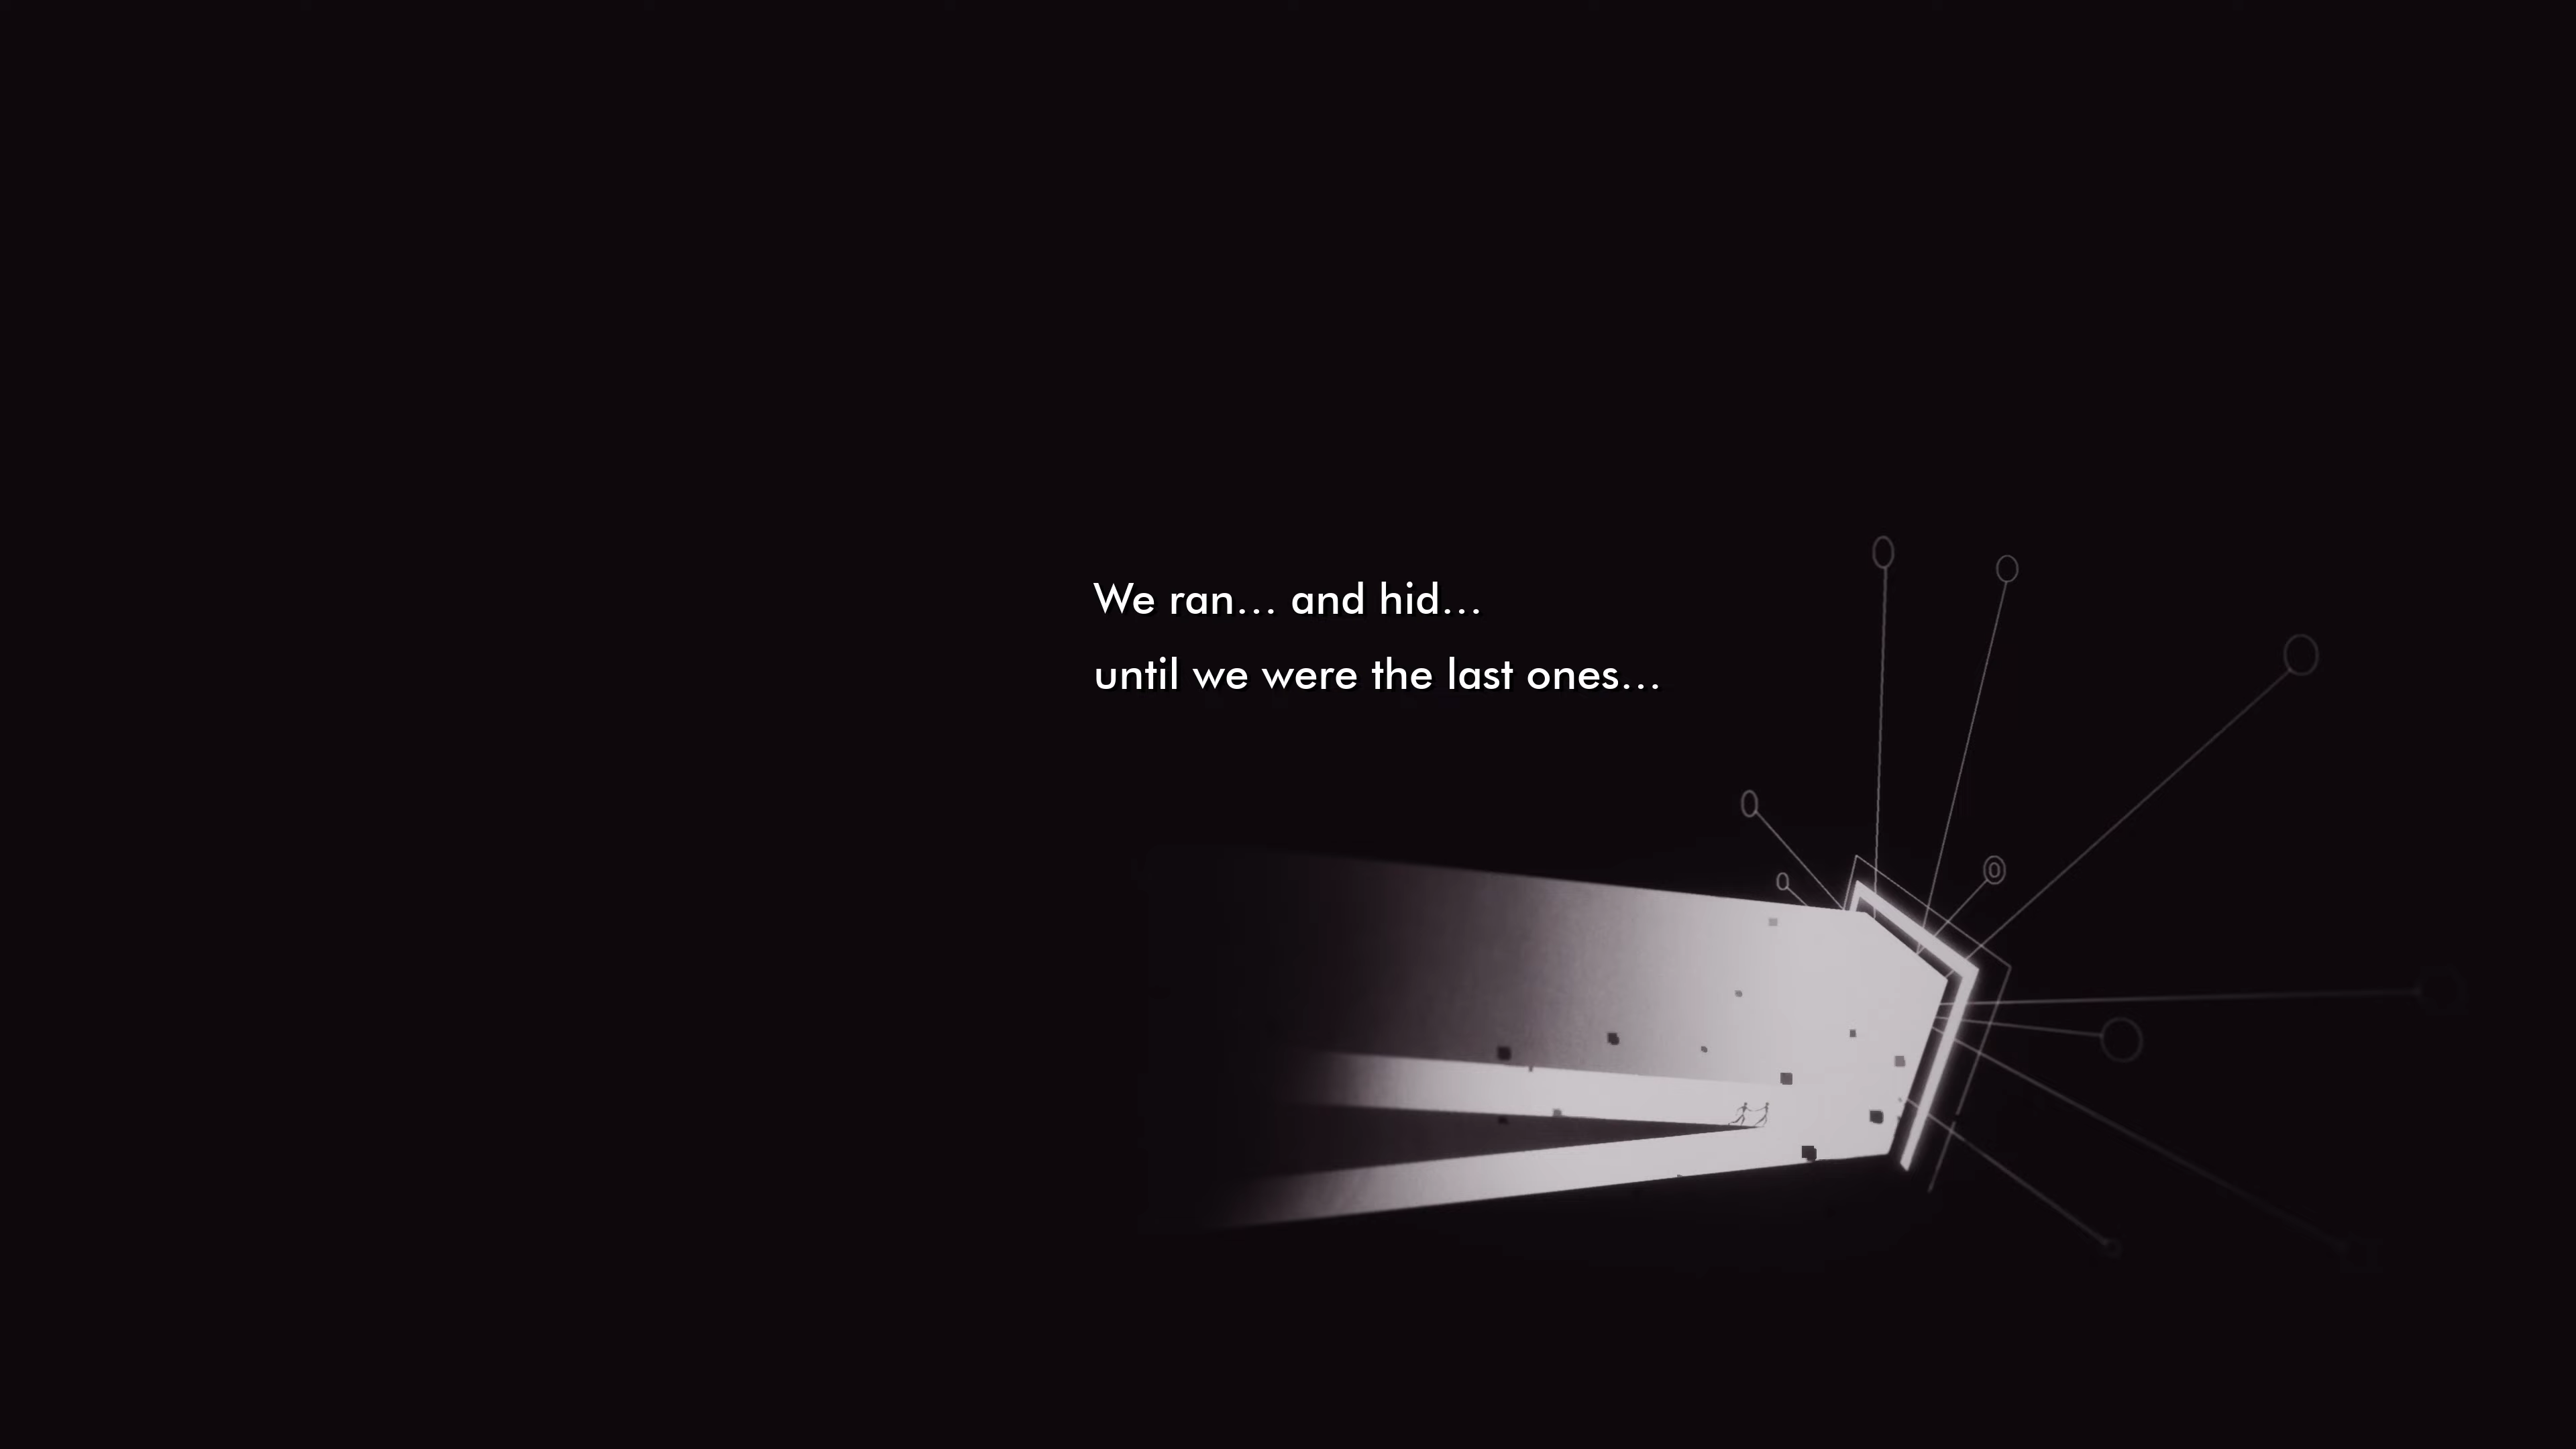 We ran… and hid…
until we were the last ones…